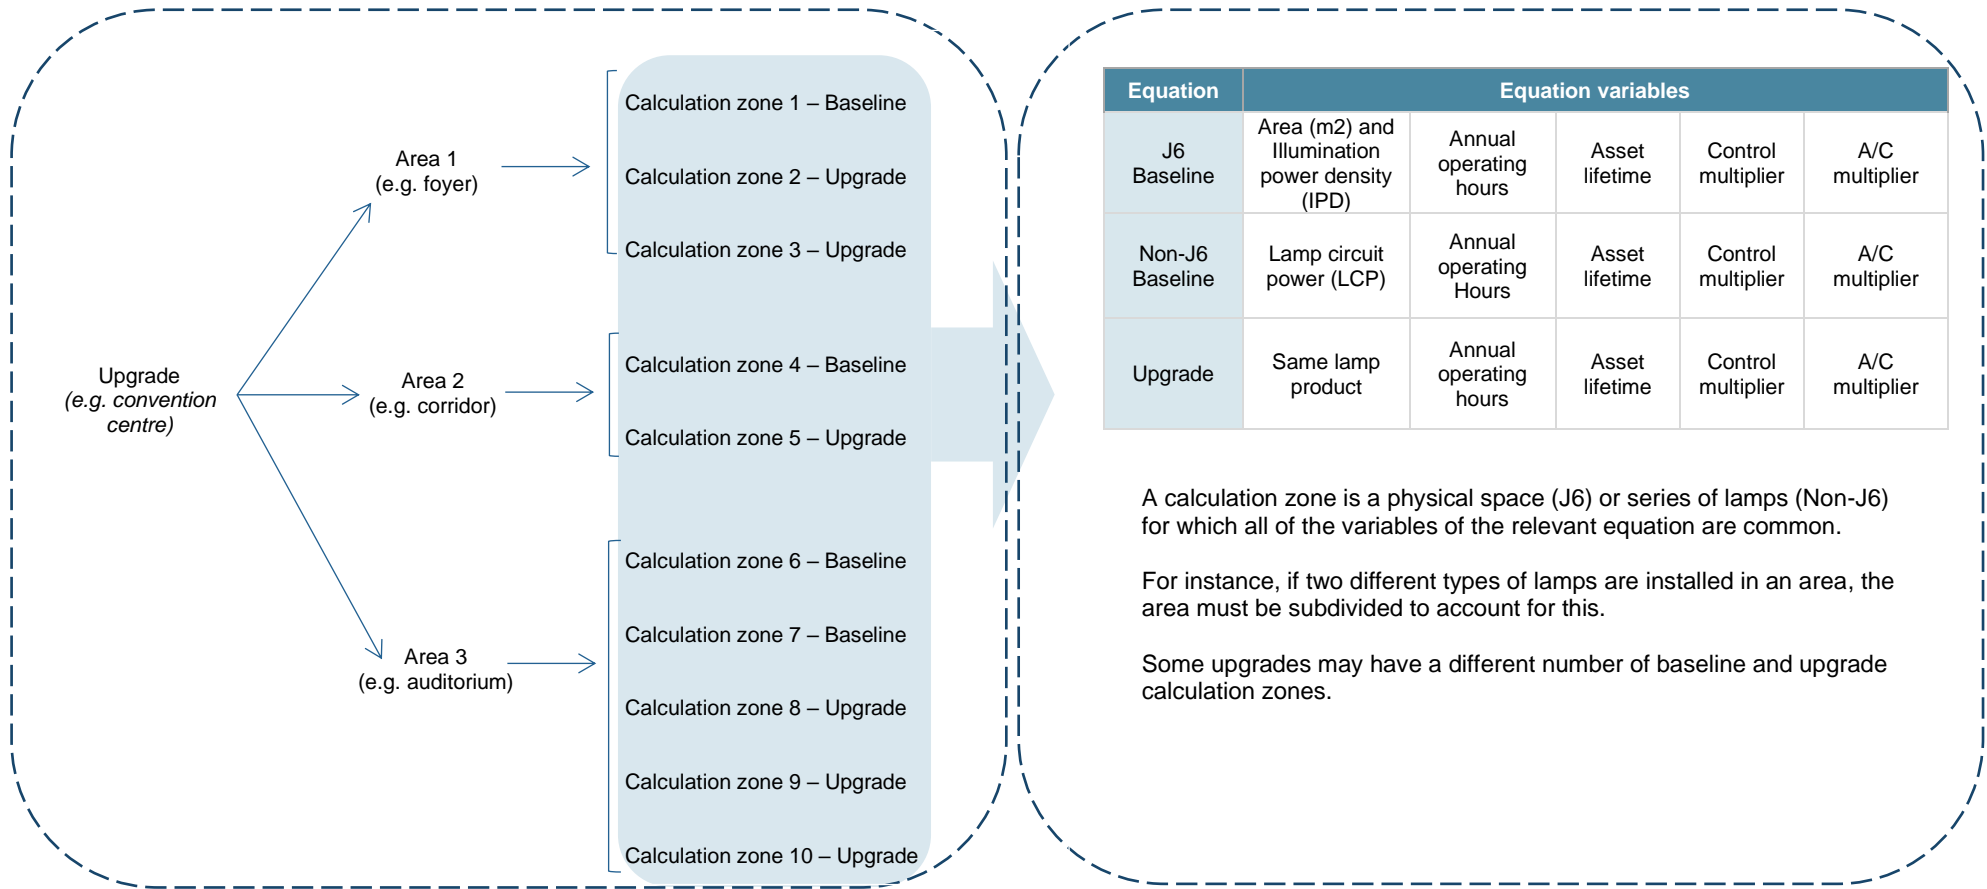 Upgrade
(e.g. convention
centre)
Area 1
(e.g. foyer)
Area 2
(e.g. corridor)
Area 3
(e.g. auditorium)
Calculation zone 1 – Baseline
Calculation zone 2 – Upgrade
Calculation zone 3 – Upgrade
Calculation zone 4 – Baseline
Calculation zone 5 – Upgrade
Calculation zone 6 – Baseline
Calculation zone 7 – Baseline
Calculation zone 8 – Upgrade
Calculation zone 9 – Upgrade
Calculation zone 10 – Upgrade
Equation
Equation variables
J6
Baseline
Area (m2) and
Illumination
power density
(IPD)
Annual
operating
hours
Asset
lifetime
Control
multiplier
A/C
multiplier
Non-J6
Baseline
Lamp circuit
power (LCP)
Annual
operating
Hours
Asset
lifetime
Control
multiplier
A/C
multiplier
Upgrade
Same lamp
product
Annual
operating
hours
Asset
lifetime
Control
multiplier
A/C
multiplier
A calculation zone is a physical space (J6) or series of lamps (Non-J6)
for which all of the variables of the relevant equation are common.
For instance, if two different types of lamps are installed in an area, the
area must be subdivided to account for this.
Some upgrades may have a different number of baseline and upgrade
calculation zones.